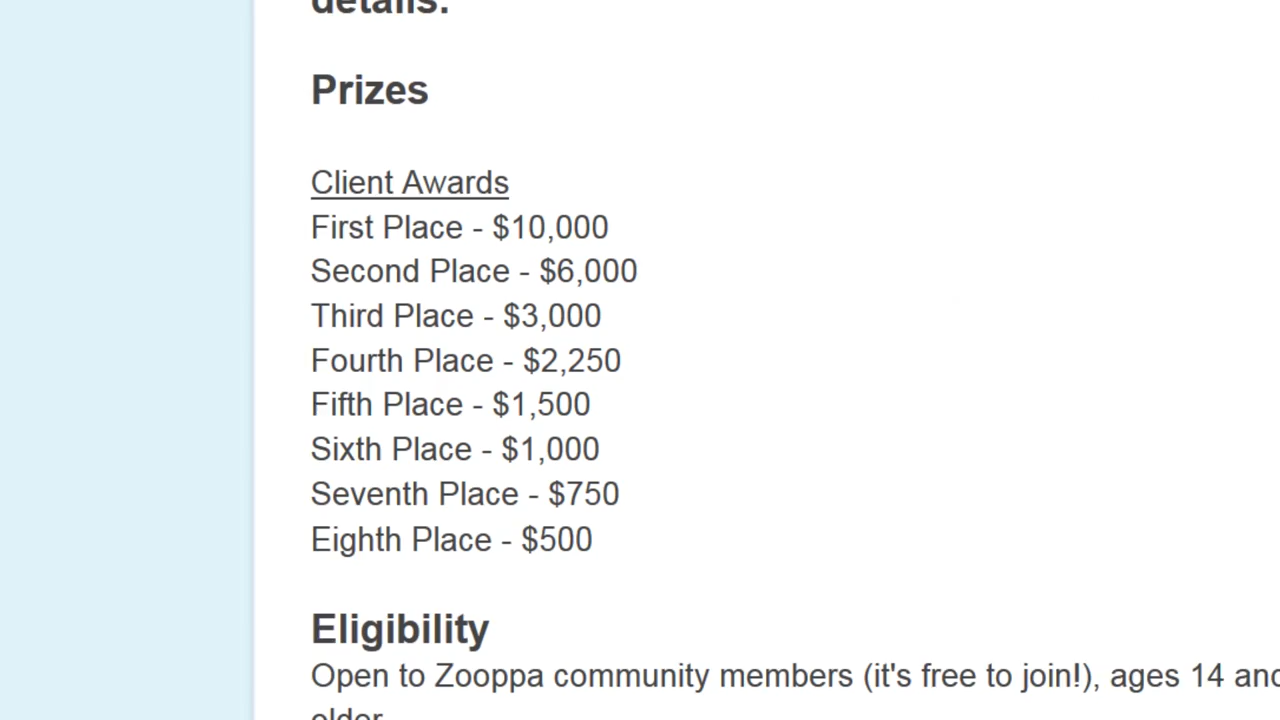 details.
Prizes
Client Awards
First Place - $10,000
Second Place - $6,000
Third Place - $3,000
Fourth Place - $2,250
Fifth Place - $1,500
Sixth Place - $1,000
Seventh Place - $750
Eighth Place - $500
Eligibility
Open to Zooppa community members (it's free to join!), ages 14 and
older